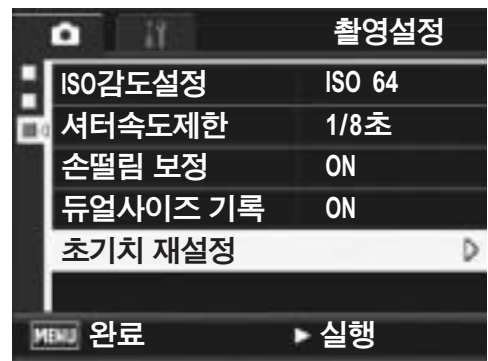 촬영설정
ISO감도설정 ISO 64
셔터속도제한 1/8초
손떨림 보정 ON
듀얼사이즈 기록 ON
초기치 재설정
MENU 완료 ► 실행